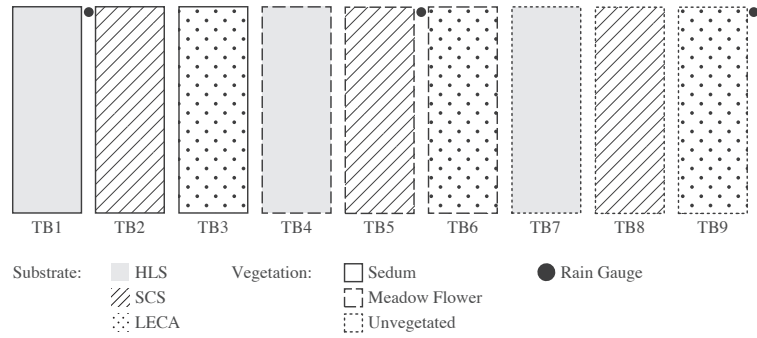 TB1 TB2 TB3 TB4 TB5 TB6 TB7 TB8 TB9
Substrate: HLS Vegetation: Sedum Rain Gauge
SCS Meadow Flower
LECA Unvegetated